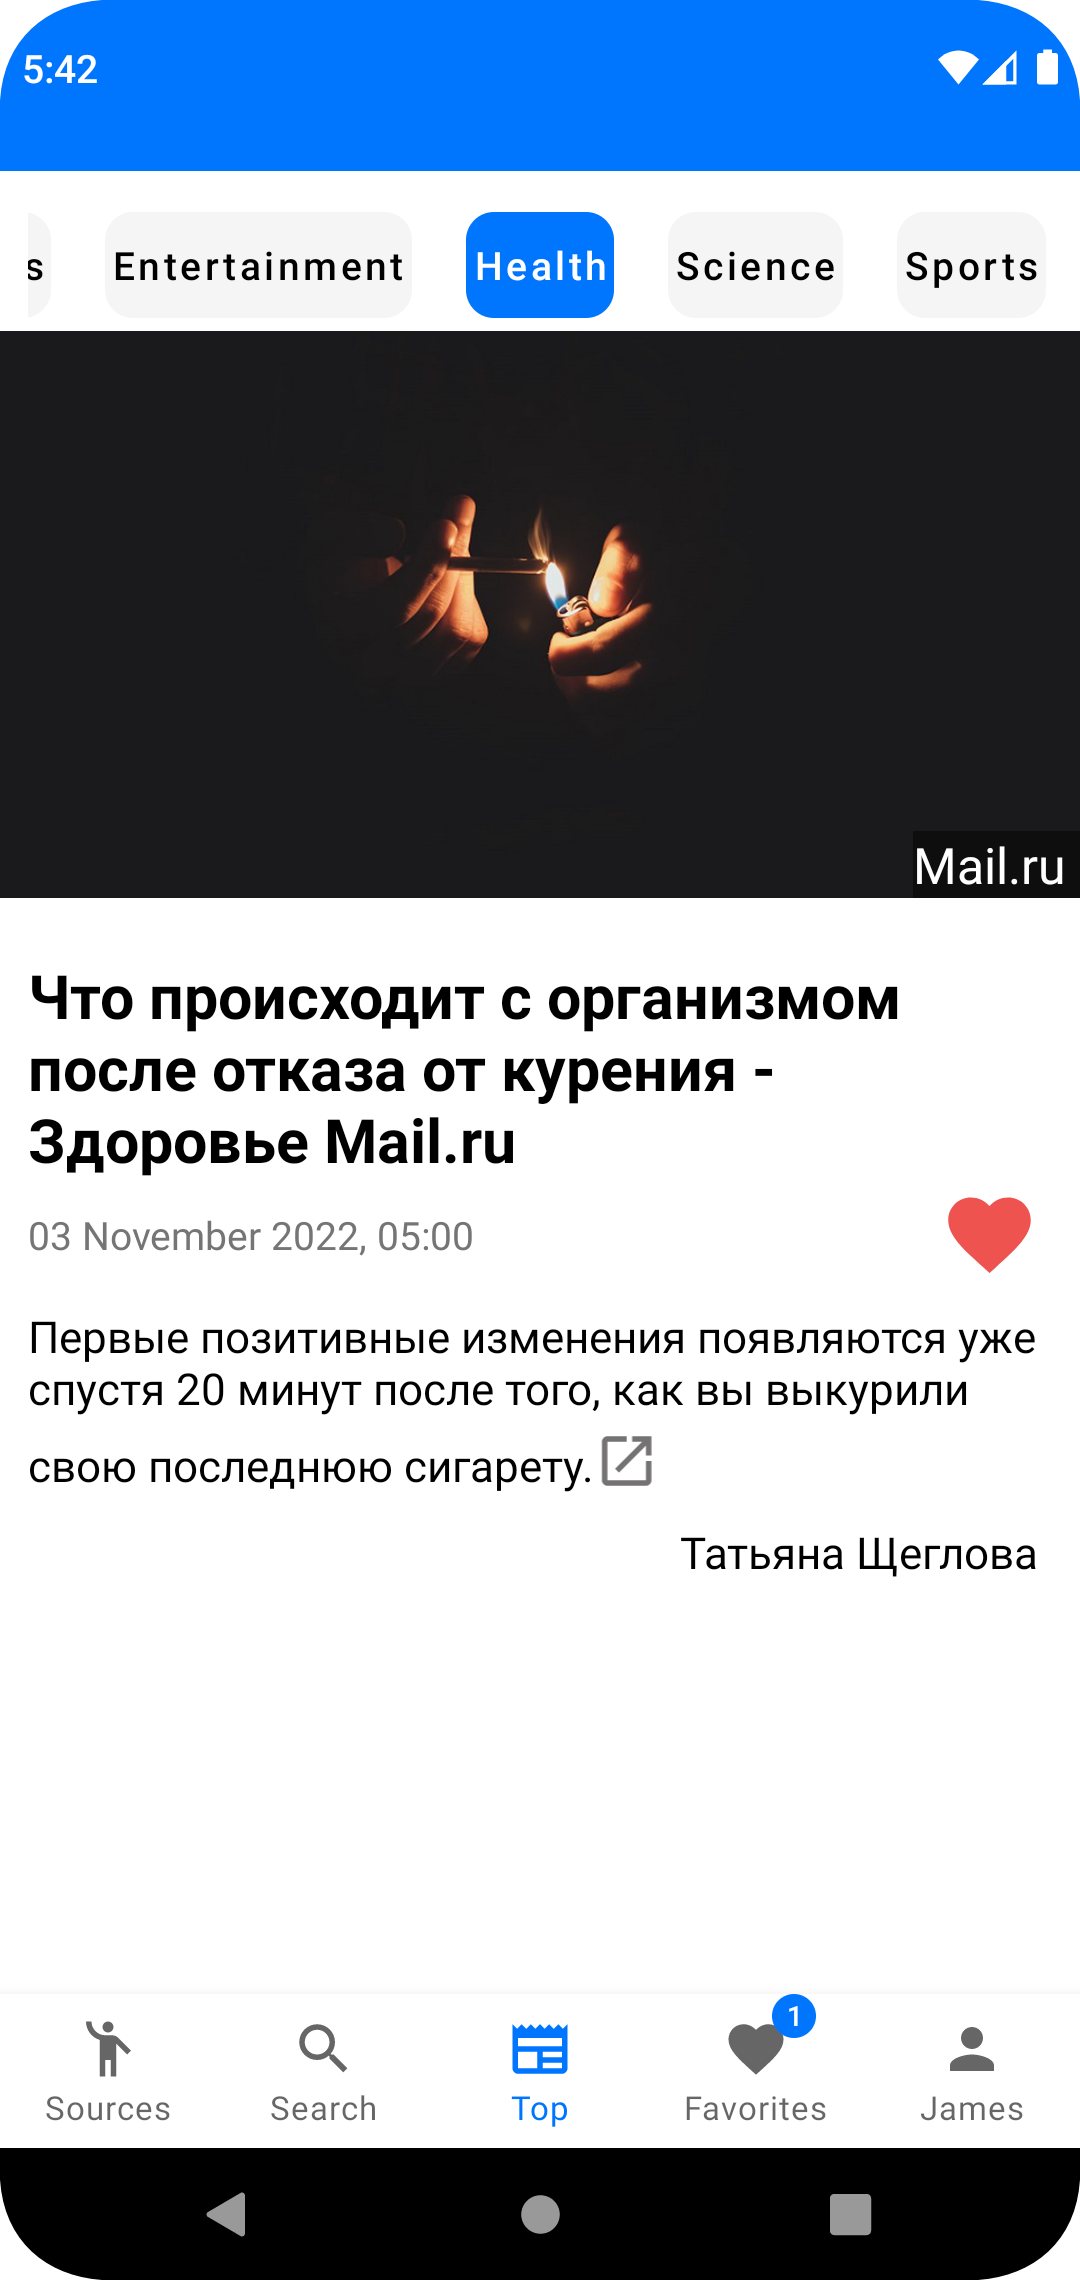 5:42
s Entertainment Health Science Sports
Mail.ru
Что происходит с организмом
после отказа от курения -
Здоровье Mail.ru
03 November 2022, 05:00
Первые позитивные изменения появляются уже
спустя 20 минут после того, как вы выкурили
свою последнюю сигарету.
Татьяна Щеглова
1
Sources Search Top Favorites James